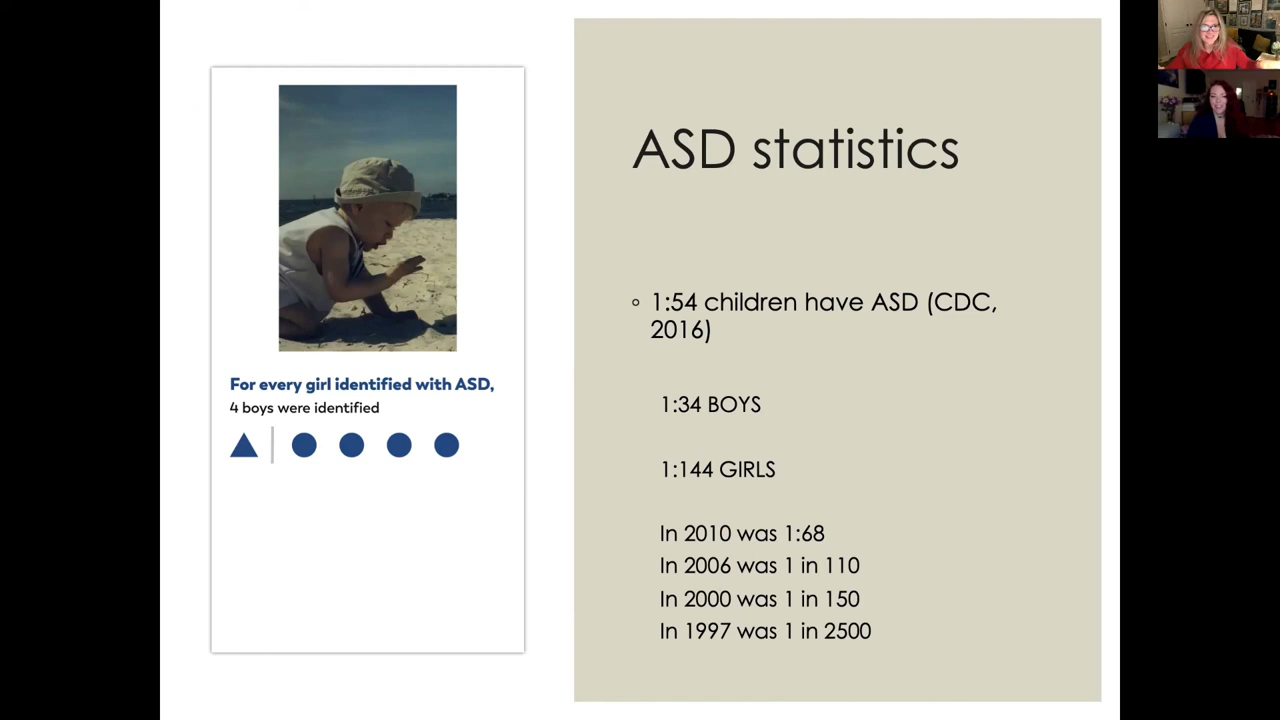 For every girl identified with ASD,
4 boys were identified
ASD statistics
1:54 children have ASD (CDC,
2016)
1:34 BOYS
1:144 GIRLS
In 2010 was 1:68
In 2006 was 1 in 110
In 2000 was 1 in 150
In 1997 was 1 in 2500